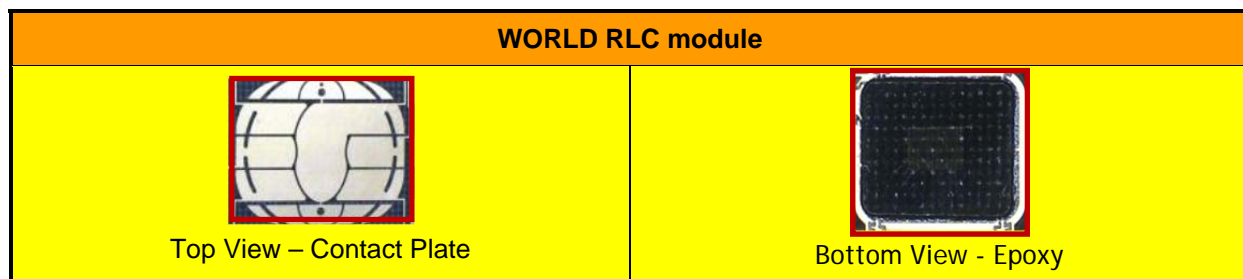 WORLD RLC module
Top View – Contact Plate
Bottom View - Epoxy